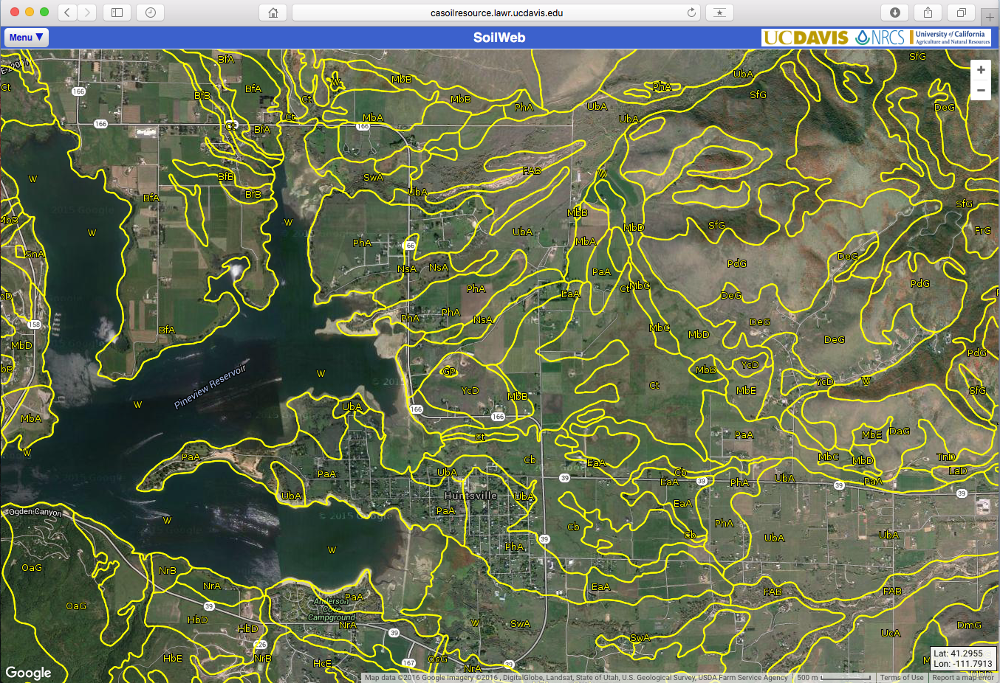 casoilresource.lawr.ucdavis.edu
Menu ▼
SoilWeb
UCDAVIS
NRCS
University of California
Agriculture and Natural Resources
+
−
BfA
SfG
Ct
W
MbB
UbA
PhA
166
BfB
BfA
Ct
MbB
PhA
SfG
DeG
166
Ct
BfA
Ct
MbA
166
UbA
UbA
PhA
W
BfB
BfA
BfB
SwA
UbA
FAB
W
MbB
W
W
MbB
MbD
SfG
SfG
FrG
SnA
PhA
166
UbA
MbA
NsA
NsA
PaA
PdG
DeG
PdG
158
PhA
EaA
Ct
MbC
DeG
MbD
BfA
PhA
PhA
NsA
MbC
MbD
DeG
DeG
PdG
Pineview Reservoir
W
W
GP
YcD
MbB
Ct
MbB
YcD
MbE
YcD
W
SfG
MbA
W
UbA
166
166
PaA
MbE
DaG
PaA
PaA
UbA
Ct
Cb
EaA
MbC
MbD
TnD
LaD
UbA
UbA
Huntsville
39
Cb
EaA
39
PhA
UbA
39
PaA
39
Ogden Canyon
W
W
PaA
PhA
39
Cb
EaA
Cb
PhA
UbA
UbA
OaG
OaG
NrB
NrA
39
HbD
HbD
HbE
226
NrB
HcE
PaA
Anderson
Cove
Campground
NrA
39
167
OcG
NrA
39
W
SwA
EaA
SwA
FAB
FAB
UcA
DmG
Lat: 41.2955
Lon: -111.7913
Google
Map data ©2016 Google Imagery ©2016 , DigitalGlobe, Landsat, State of Utah, U.S. Geological Survey, USDA Farm Service Agency
500 m
Terms of Use
Report a map error